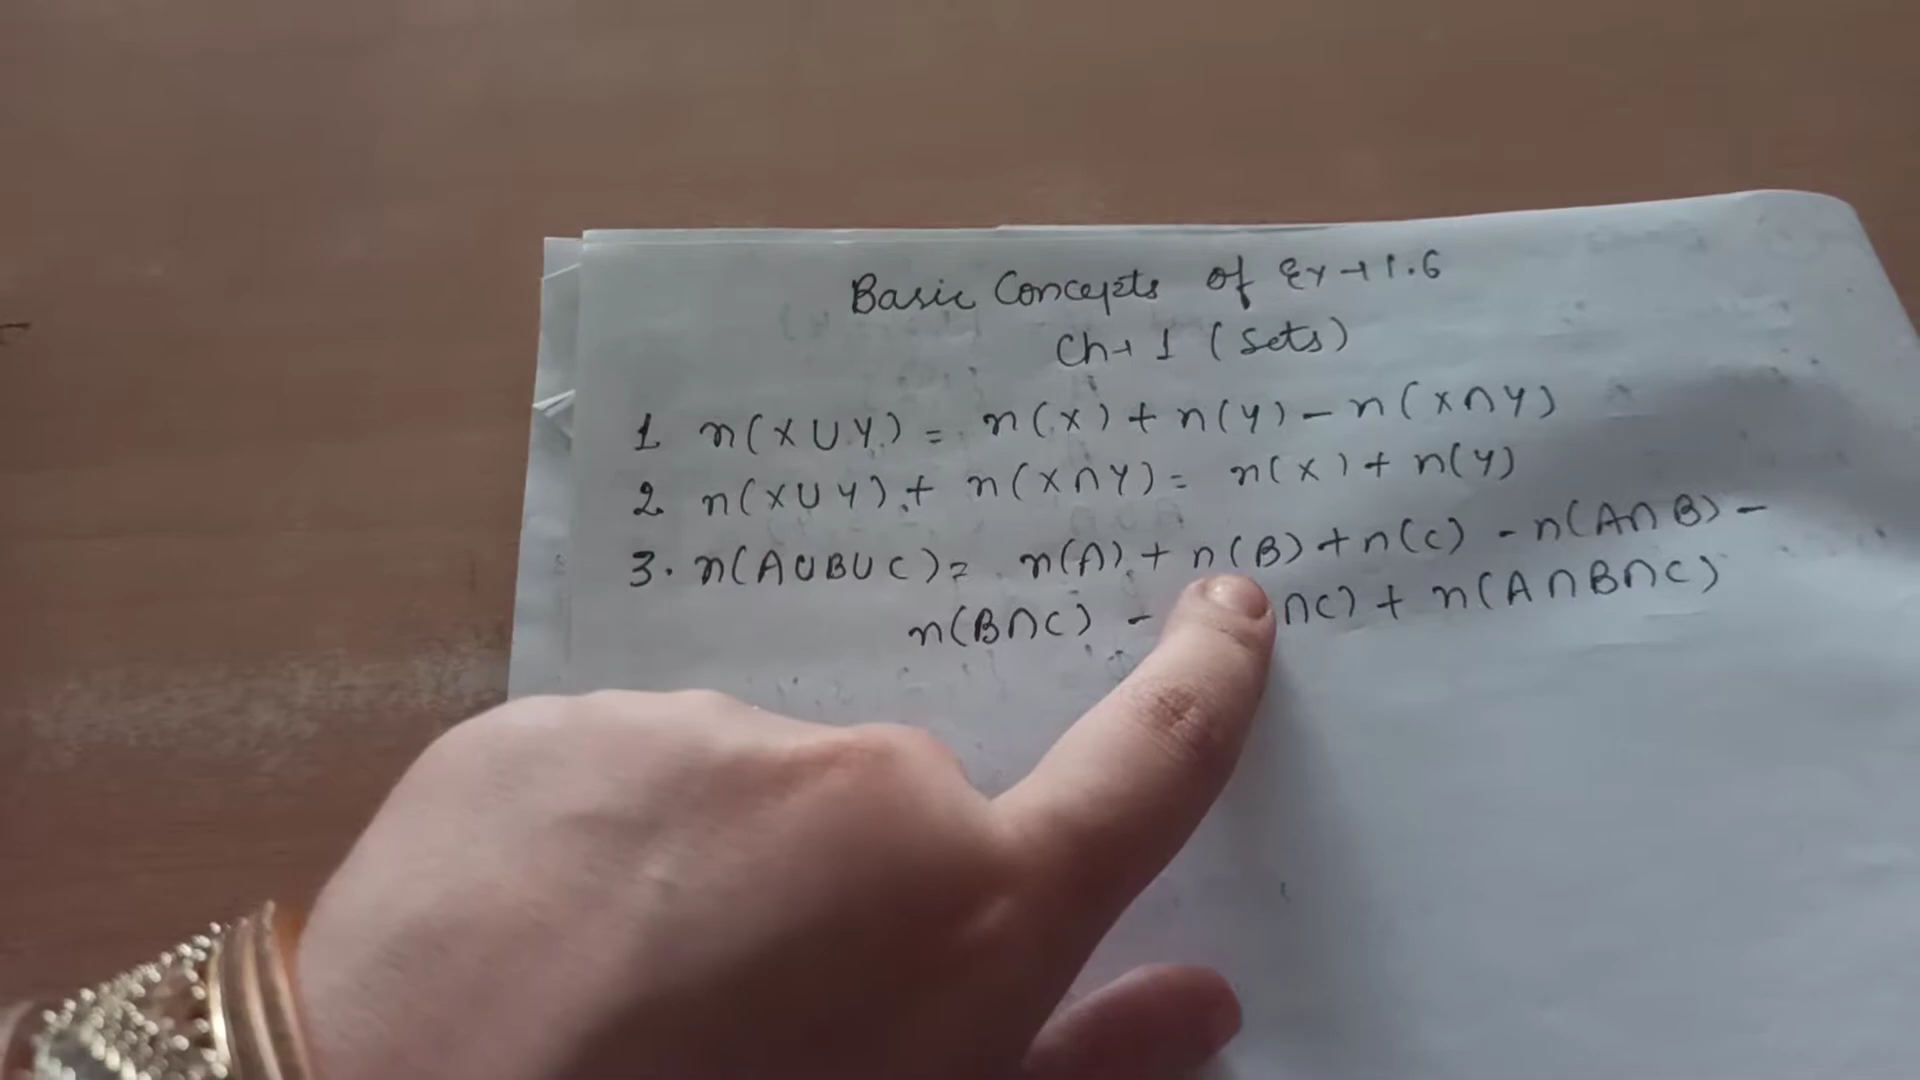 Basic Concepts of Ex → 1.6
Ch → 1 (Sets)
1 n(X∪Y) = n(X) + n(Y) - n(X∩Y)
2 n(X∪Y) + n(X∩Y) = n(X) + n(Y)
3. n(A∪B∪C) = n(A) + n(B) + n(C) - n(A∩B) -
n(B∩C) - ∩C) + n(A∩B∩C)